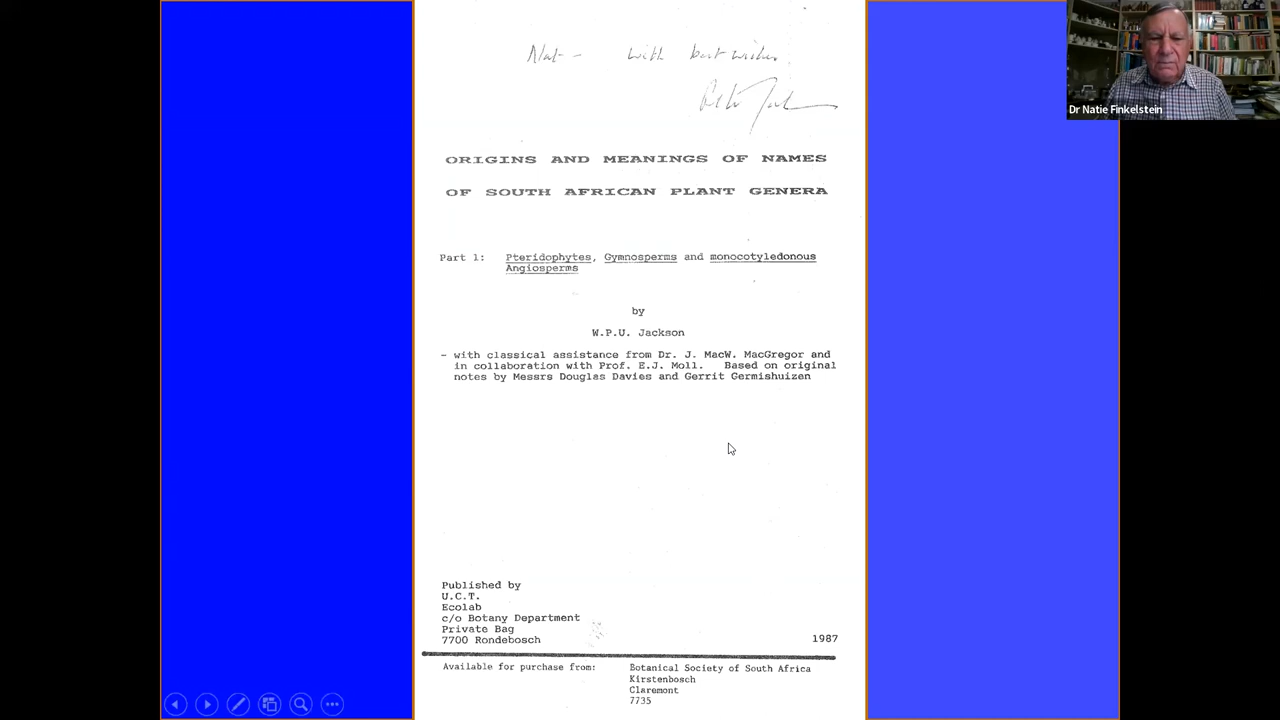 Nat - with best wishes
ORIGINS AND MEANINGS OF NAMES
OF SOUTH AFRICAN PLANT GENERA
Part 1: Pteridophytes, Gymnosperms and monocotyledonous
Angiosperms
by
W.P.U. Jackson
- with classical assistance from Dr. J. MacW. MacGregor and
in collaboration with Prof. E.J. Moll. Based on original
notes by Messrs Douglas Davies and Gerrit Germishuizen
Published by
U.C.T.
Ecolab
c/o Botany Department
Private Bag
7700 Rondebosch
1987
Available for purchase from: Botanical Society of South Africa
Kirstenbosch
Claremont
7735
Dr Natie Finkelstein